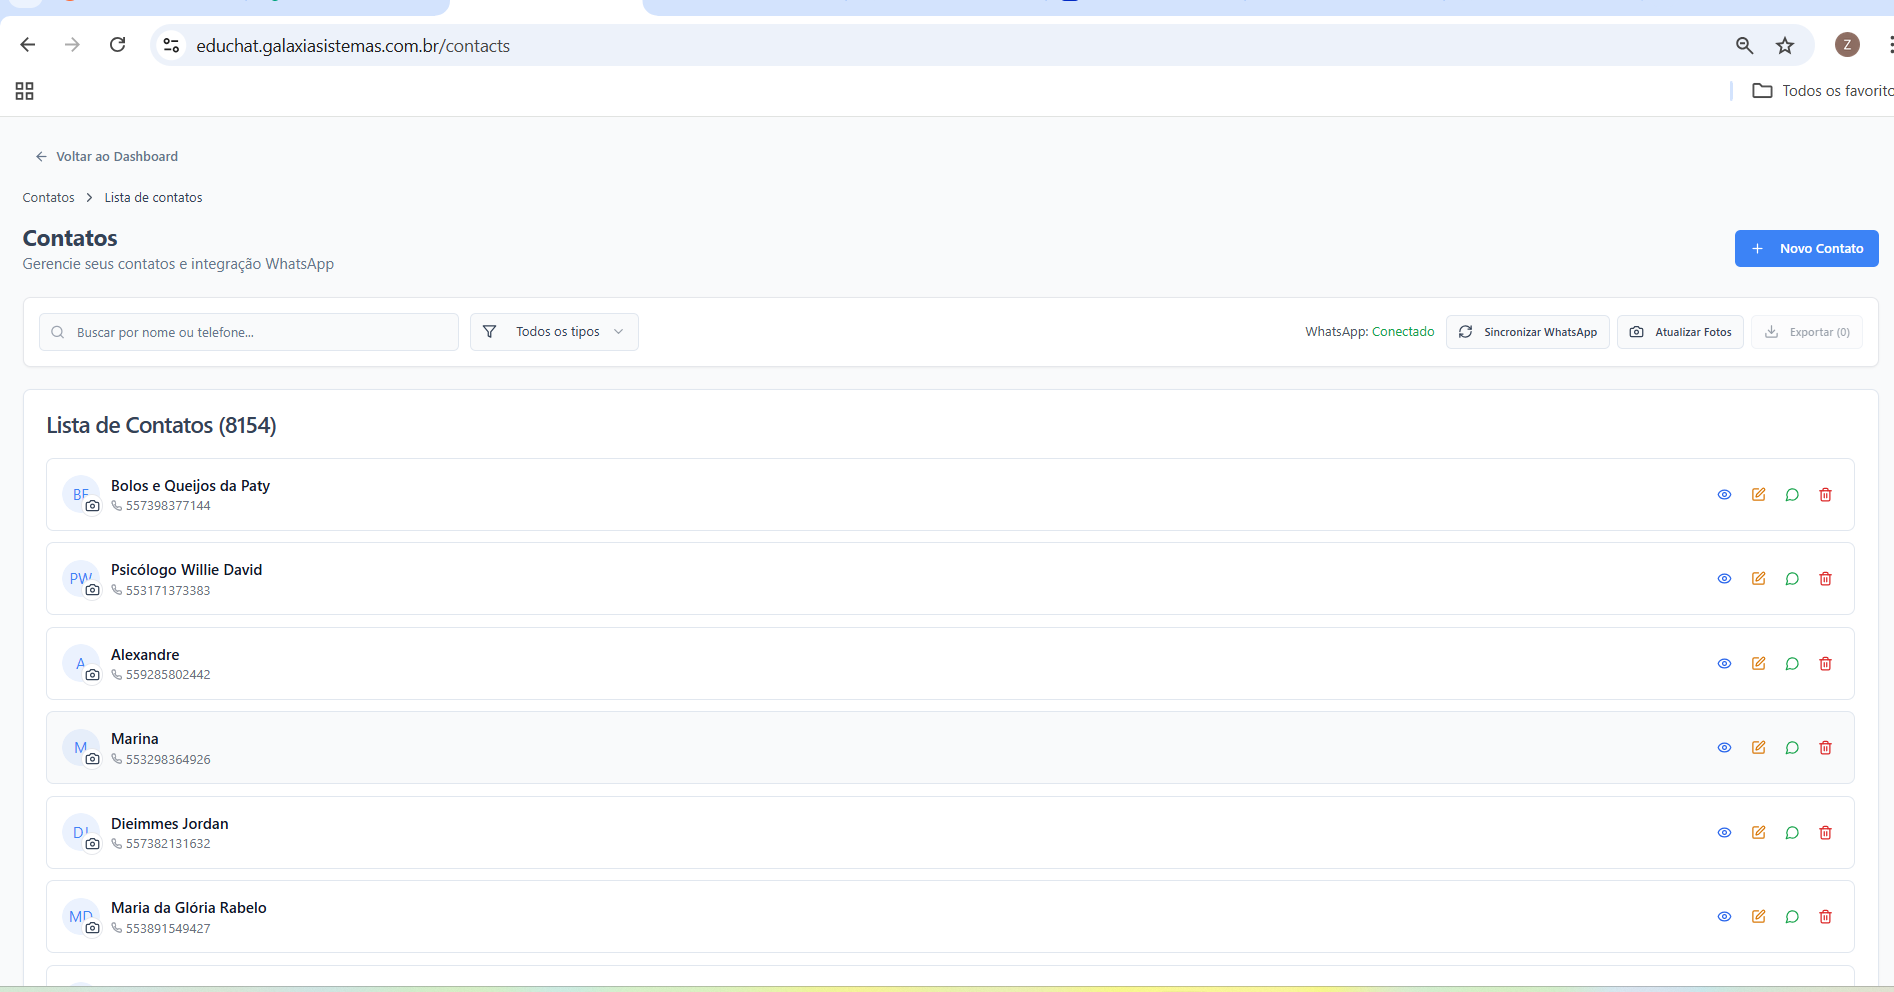 educhat.galaxiasistemas.com.br/contacts
Z
Todos os favorito
Voltar ao Dashboard
Contatos > Lista de contatos
Contatos
Gerencie seus contatos e integração WhatsApp
+ Novo Contato
Buscar por nome ou telefone...
Todos os tipos
WhatsApp: Conectado
Sincronizar WhatsApp
Atualizar Fotos
Exportar (0)
Lista de Contatos (8154)
Bolos e Queijos da Paty
557398377144
PW
Psicólogo Willie David
553171373383
A
Alexandre
559285802442
M
Marina
553298364926
DJ
Dieimmes Jordan
557382131632
MD
Maria da Glória Rabelo
553891549427